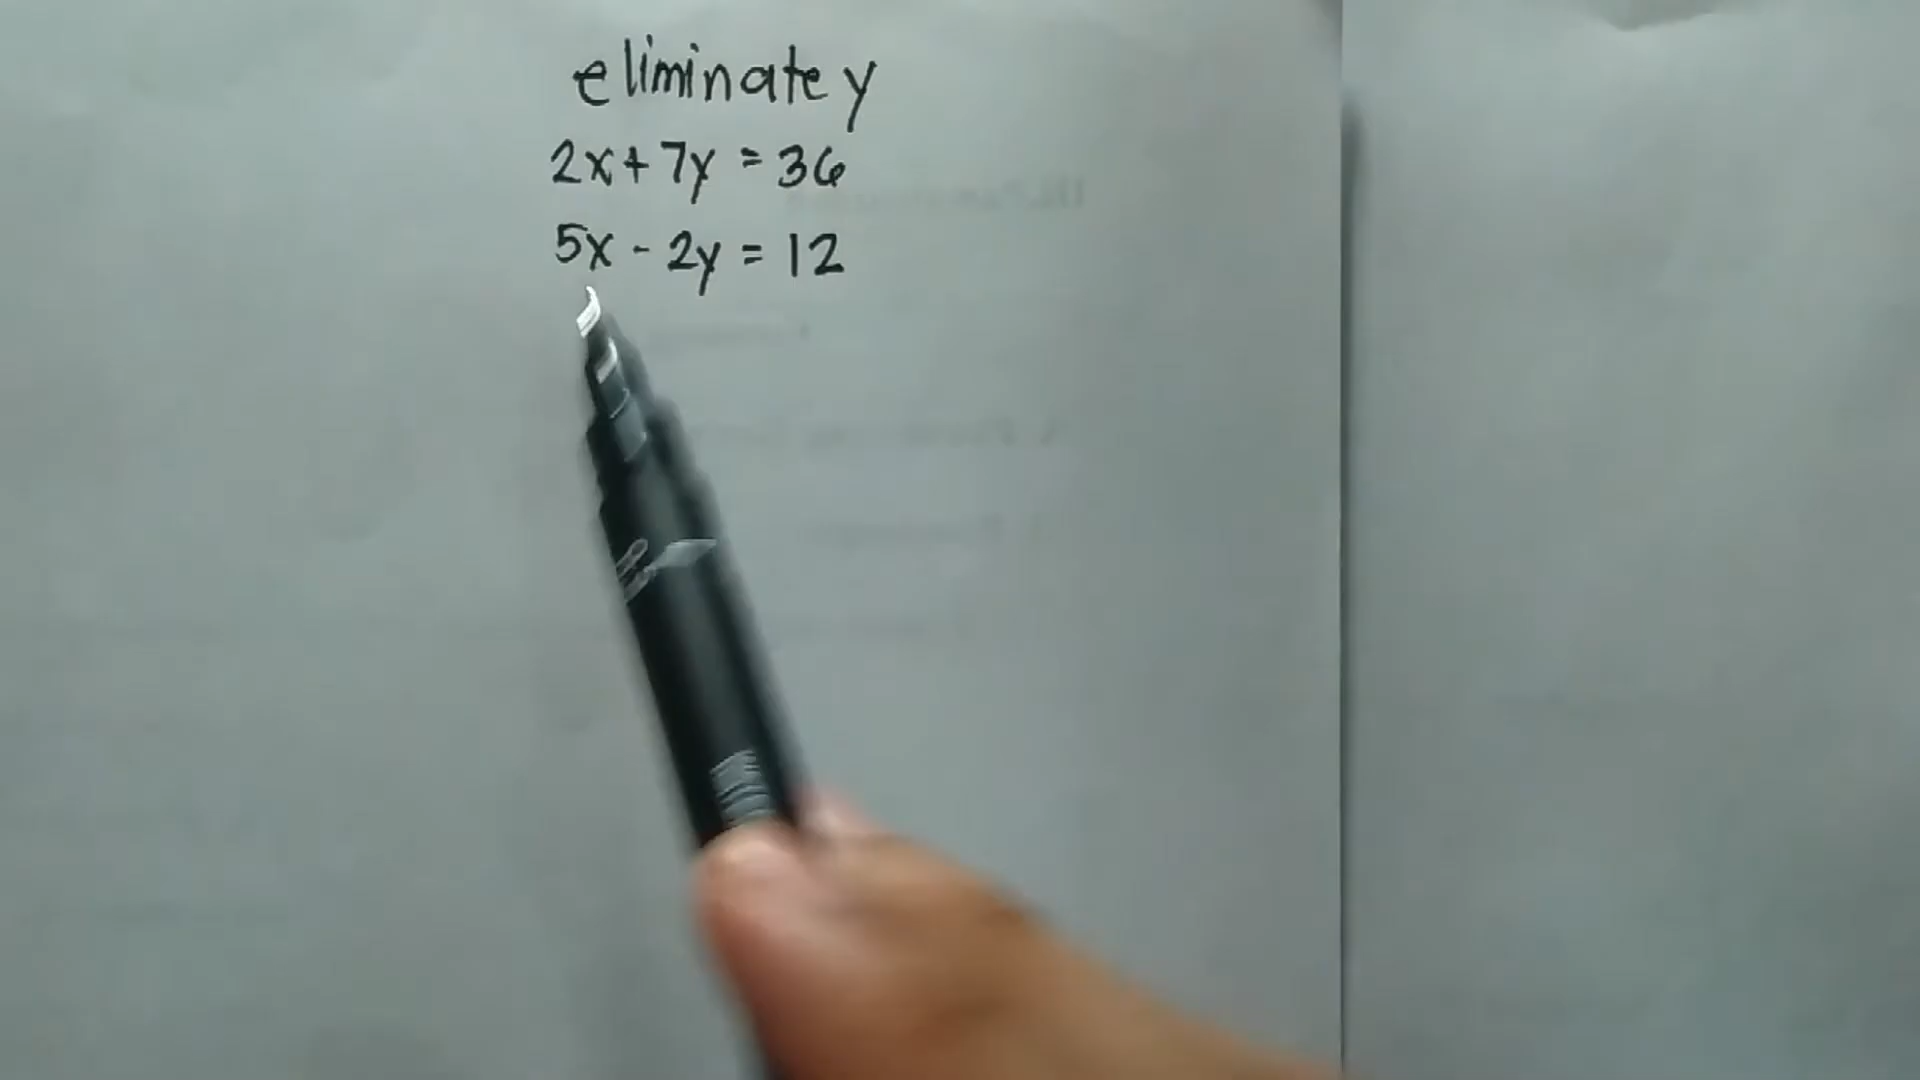 eliminate y
2x + 7y = 36
5x - 2y = 12